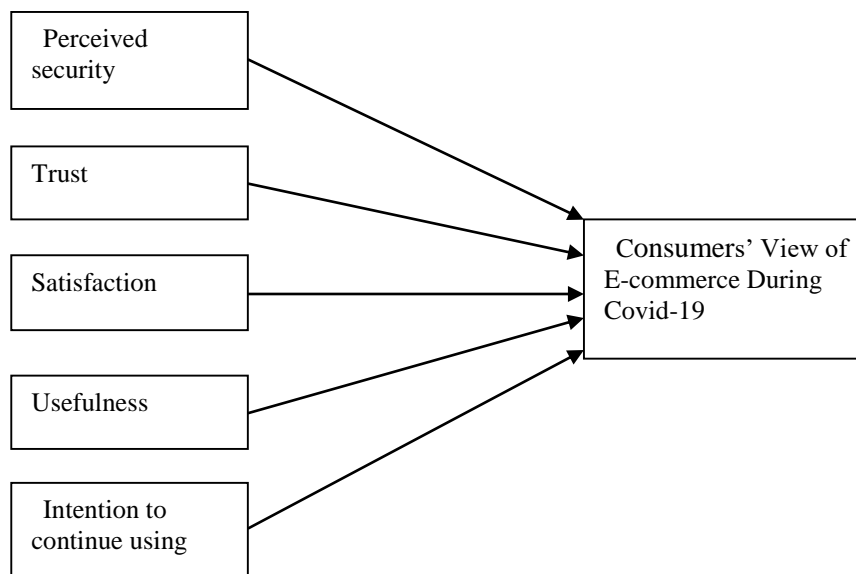 Perceived
security
Trust
Satisfaction
Usefulness
Intention to
continue using
Consumers’ View of
E-commerce During
Covid-19